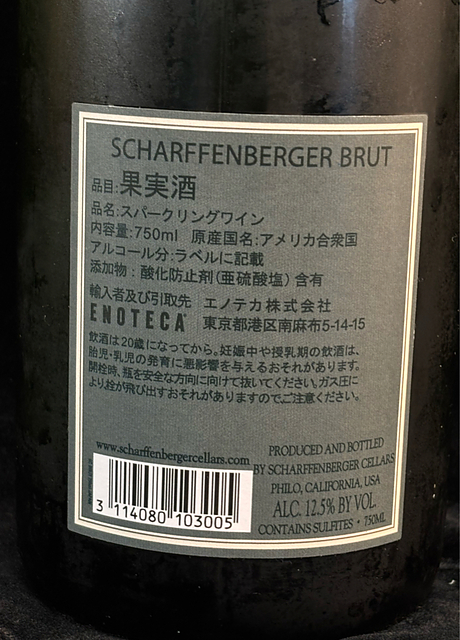 SCHARFFENBERGER BRUT
品目:果実酒
品名:スパークリングワイン
内容量:750ml 原産国名:アメリカ合衆国
アルコール分:ラベルに記載
添加物:酸化防止剤(亜硫酸塩)含有
輸入者及び引取先 エノテカ株式会社
ENOTECA 東京都港区南麻布5-14-15
飲酒は20歳になってから。妊娠中や授乳期の飲酒は、
胎児・乳児の発育に悪影響を与えるおそれがあります。
開栓時、瓶を安全な方向に向けて抜いてください。ガス圧に
より、栓が飛び出すおそれがありますのでご注意ください。
www.scharffenbergercellars.com
3 114080 103005
PRODUCED AND BOTTLED
BY SCHARFFENBERGER CELLARS
PHILO, CALIFORNIA, USA
ALC. 12.5% BY VOL.
CONTAINS SULFITES • 750ML